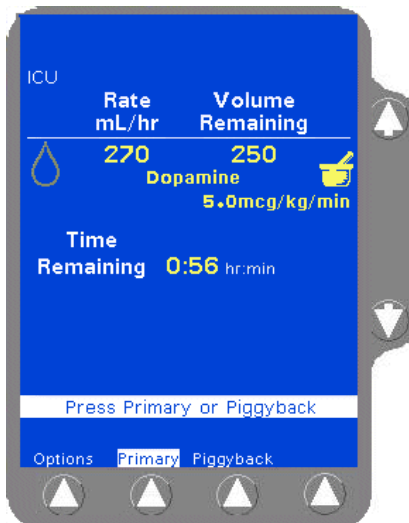 ICU
Rate Volume
mL/hr Remaining
270 250
Dopamine
5.0mcg/kg/min
Time
Remaining 0:56 hr:min
Press Primary or Piggyback
Options Primary Piggyback